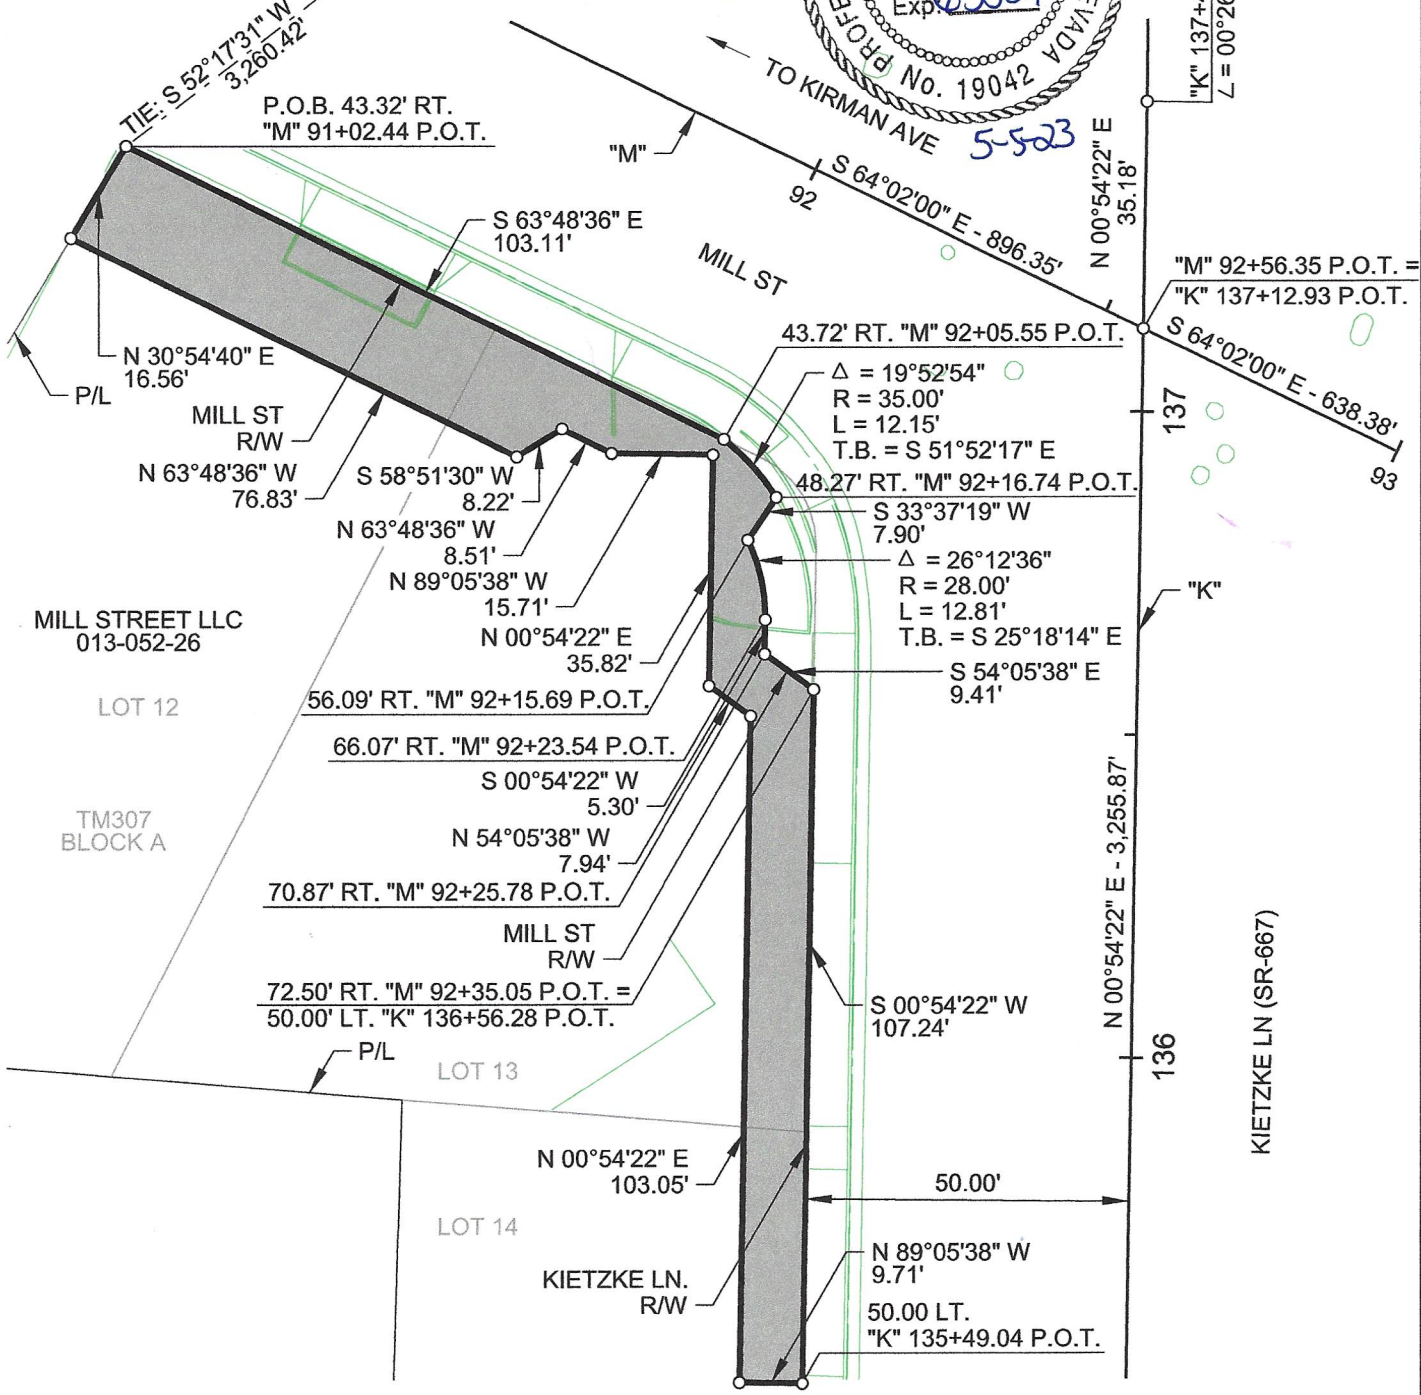 TIE: S 52°17'31" W
3,260.42'
P.O.B. 43.32' RT.
"M" 91+02.44 P.O.T.
Exp.
PROFE
EVADA
No. 19042
5-5-23
TO KIRMAN AVE
"M"
92
S 64°02'00" E - 896.35'
N 00°54'22" E
35.18'
"K" 137+4
= 00°26
"M" 92+56.35 P.O.T. =
"K" 137+12.93 P.O.T.
S 64°02'00" E - 638.38'
93
137
MILL ST
S 63°48'36" E
103.11'
N 30°54'40" E
16.56'
P/L
MILL ST
R/W
N 63°48'36" W
76.83'
S 58°51'30" W
8.22'
N 63°48'36" W
8.51'
N 89°05'38" W
15.71'
N 00°54'22" E
35.82'
43.72' RT. "M" 92+05.55 P.O.T.
Δ = 19°52'54"
R = 35.00'
L = 12.15'
T.B. = S 51°52'17" E
48.27' RT. "M" 92+16.74 P.O.T.
S 33°37'19" W
7.90'
Δ = 26°12'36"
R = 28.00'
L = 12.81'
T.B. = S 25°18'14" E
S 54°05'38" E
9.41'
"K"
MILL STREET LLC
013-052-26
LOT 12
TM307
BLOCK A
56.09' RT. "M" 92+15.69 P.O.T.
66.07' RT. "M" 92+23.54 P.O.T.
S 00°54'22" W
5.30'
N 54°05'38" W
7.94'
70.87' RT. "M" 92+25.78 P.O.T.
MILL ST
R/W
72.50' RT. "M" 92+35.05 P.O.T. =
50.00' LT. "K" 136+56.28 P.O.T.
P/L
LOT 13
S 00°54'22" W
107.24'
N 00°54'22" E - 3,255.87'
136
KIETZKE LN (SR-667)
N 00°54'22" E
103.05'
50.00'
LOT 14
KIETZKE LN.
R/W
N 89°05'38" W
9.71'
50.00 LT.
"K" 135+49.04 P.O.T.